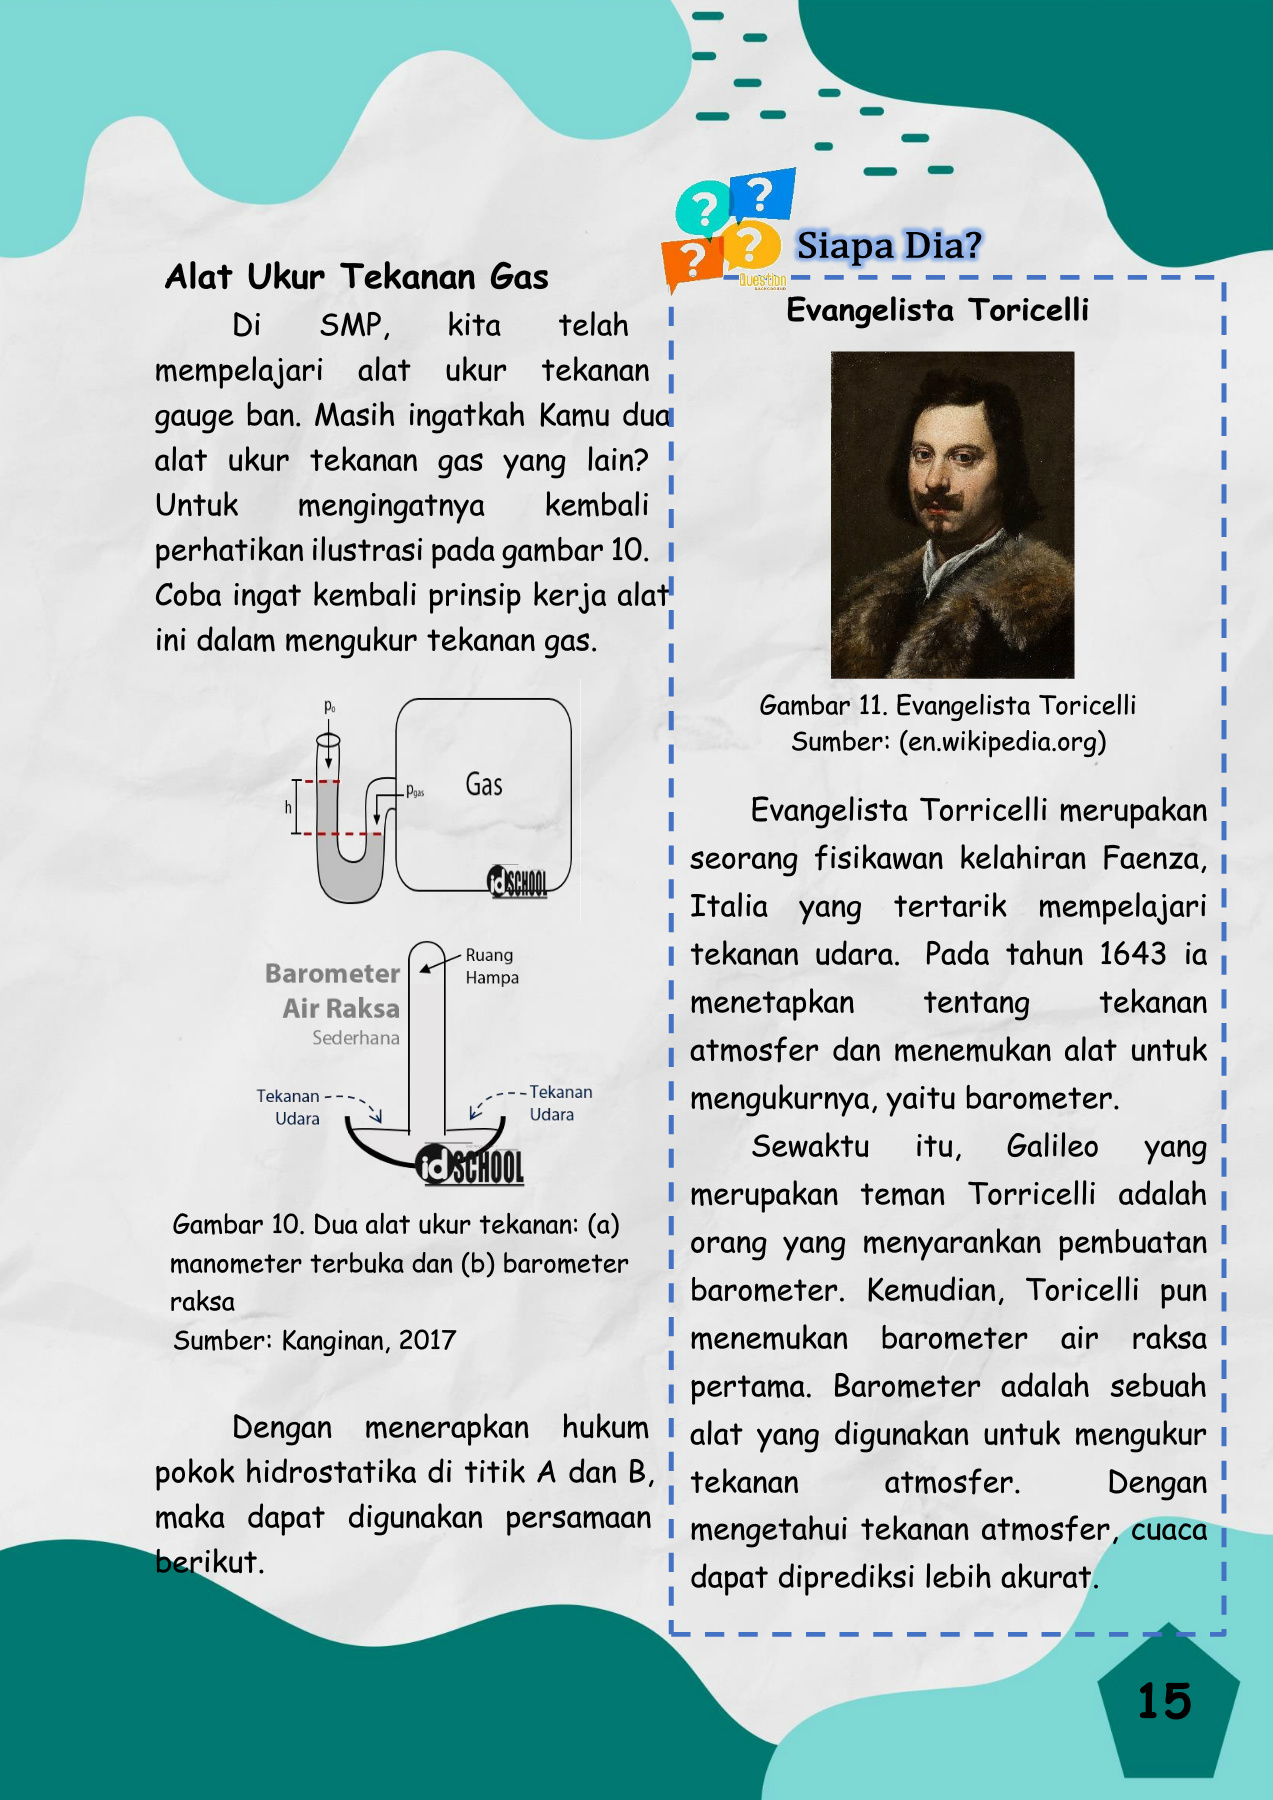 Alat Ukur Tekanan Gas
Di SMP, kita telah
mempelajari alat ukur tekanan
gauge ban. Masih ingatkah Kamu dua
alat ukur tekanan gas yang lain?
Untuk mengingatnya kembali
perhatikan ilustrasi pada gambar 10.
Coba ingat kembali prinsip kerja alat
ini dalam mengukur tekanan gas.
p₀
h
pgas
Gas
idSCHOOL
Barometer
Air Raksa
Sederhana
Ruang
Hampa
Tekanan
Udara
Tekanan
Udara
idSCHOOL
Gambar 10. Dua alat ukur tekanan: (a)
manometer terbuka dan (b) barometer
raksa
Sumber: Kanginan, 2017
Dengan menerapkan hukum
pokok hidrostatika di titik A dan B,
maka dapat digunakan persamaan
berikut.
? ? ? ?
Question
Siapa Dia?
Evangelista Toricelli
Gambar 11. Evangelista Toricelli
Sumber: (en.wikipedia.org)
Evangelista Torricelli merupakan
seorang fisikawan kelahiran Faenza,
Italia yang tertarik mempelajari
tekanan udara. Pada tahun 1643 ia
menetapkan tentang tekanan
atmosfer dan menemukan alat untuk
mengukurnya, yaitu barometer.
Sewaktu itu, Galileo yang
merupakan teman Torricelli adalah
orang yang menyarankan pembuatan
barometer. Kemudian, Toricelli pun
menemukan barometer air raksa
pertama. Barometer adalah sebuah
alat yang digunakan untuk mengukur
tekanan atmosfer. Dengan
mengetahui tekanan atmosfer, cuaca
dapat diprediksi lebih akurat.
15